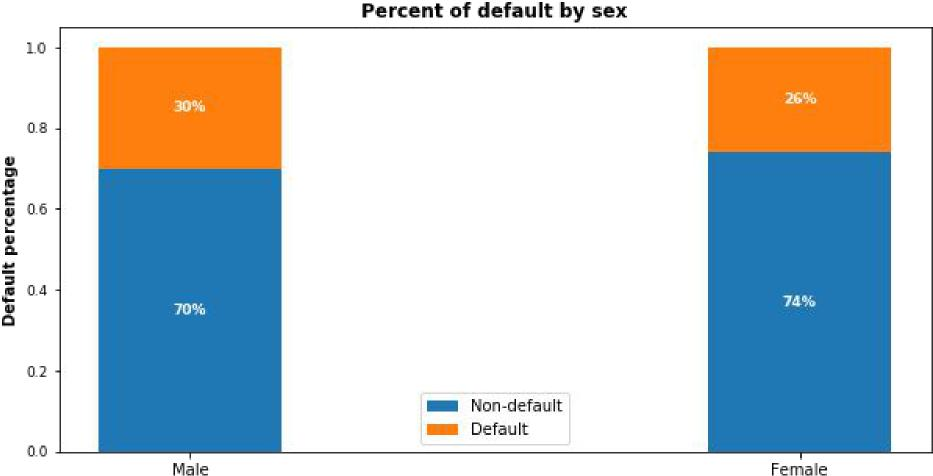 Percent of default by sex
Default percentage
1.0
0.8
0.6
0.4
0.2
0.0
30%
26%
70%
74%
Non-default
Default
Male
Female